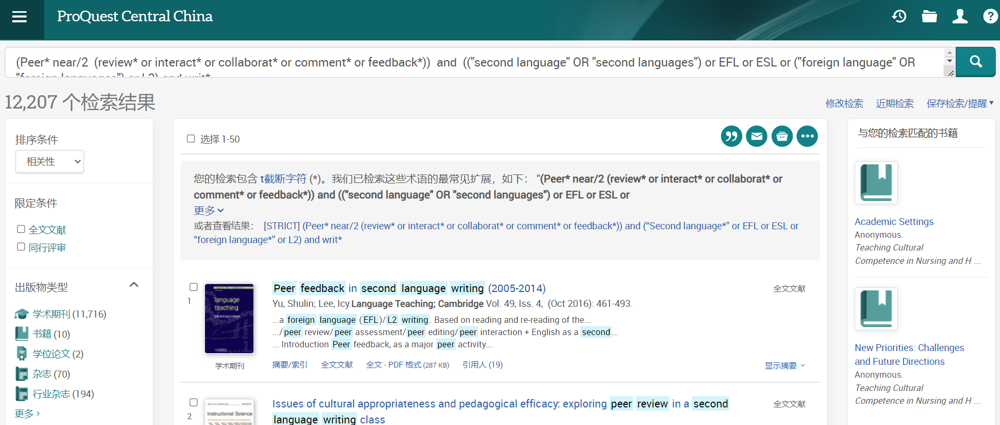 ProQuest Central China
(Peer* near/2 (review* or interact* or collaborat* or comment* or feedback*)) and (("second language" OR "second languages") or EFL or ESL or ("foreign language" OR
"foreign languages") or L2) and writ*
12,207 个检索结果
修改检索 近期检索 保存检索/提醒
排序条件
相关性
限定条件
全文文献
同行评审
出版物类型
学术期刊 (11,716)
书籍 (10)
学位论文 (2)
杂志 (70)
行业杂志 (194)
更多 ›
选择 1-50
您的检索包含 t截断字符 (*)。我们已检索这些术语的最常见扩展，如下： "(Peer* near/2 (review* or interact* or collaborat* or
comment* or feedback*)) and (("second language" OR "second languages") or EFL or ESL or
更多
或者查看结果： [STRICT] (Peer* near/2 (review* or interact* or collaborat* or comment* or feedback*)) and (“Second language*” or EFL or ESL or
“foreign language*” or L2) and writ*
1
language
teaching
学术期刊
Peer feedback in second language writing (2005-2014)
全文文献
Yu, Shulin; Lee, Icy.Language Teaching; Cambridge Vol. 49, Iss. 4, (Oct 2016): 461-493.
...a foreign language (EFL)/L2 writing. Based on reading and re-reading of the...
.../peer review/peer assessment/peer editing/peer interaction + English as a second...
... Introduction Peer feedback, as a major peer activity...
摘要/索引 全文文献 全文 - PDF 格式 (287 KB) 引用人 (19)
显示摘要
2
Instructional Science
Issues of cultural appropriateness and pedagogical efficacy: exploring peer review in a second
language writing class
全文文献
与您的检索匹配的书籍
Academic Settings
Anonymous.
Teaching Cultural
Competence in Nursing and H ...
New Priorities: Challenges
and Future Directions
Anonymous.
Teaching Cultural
Competence in Nursing and H ...